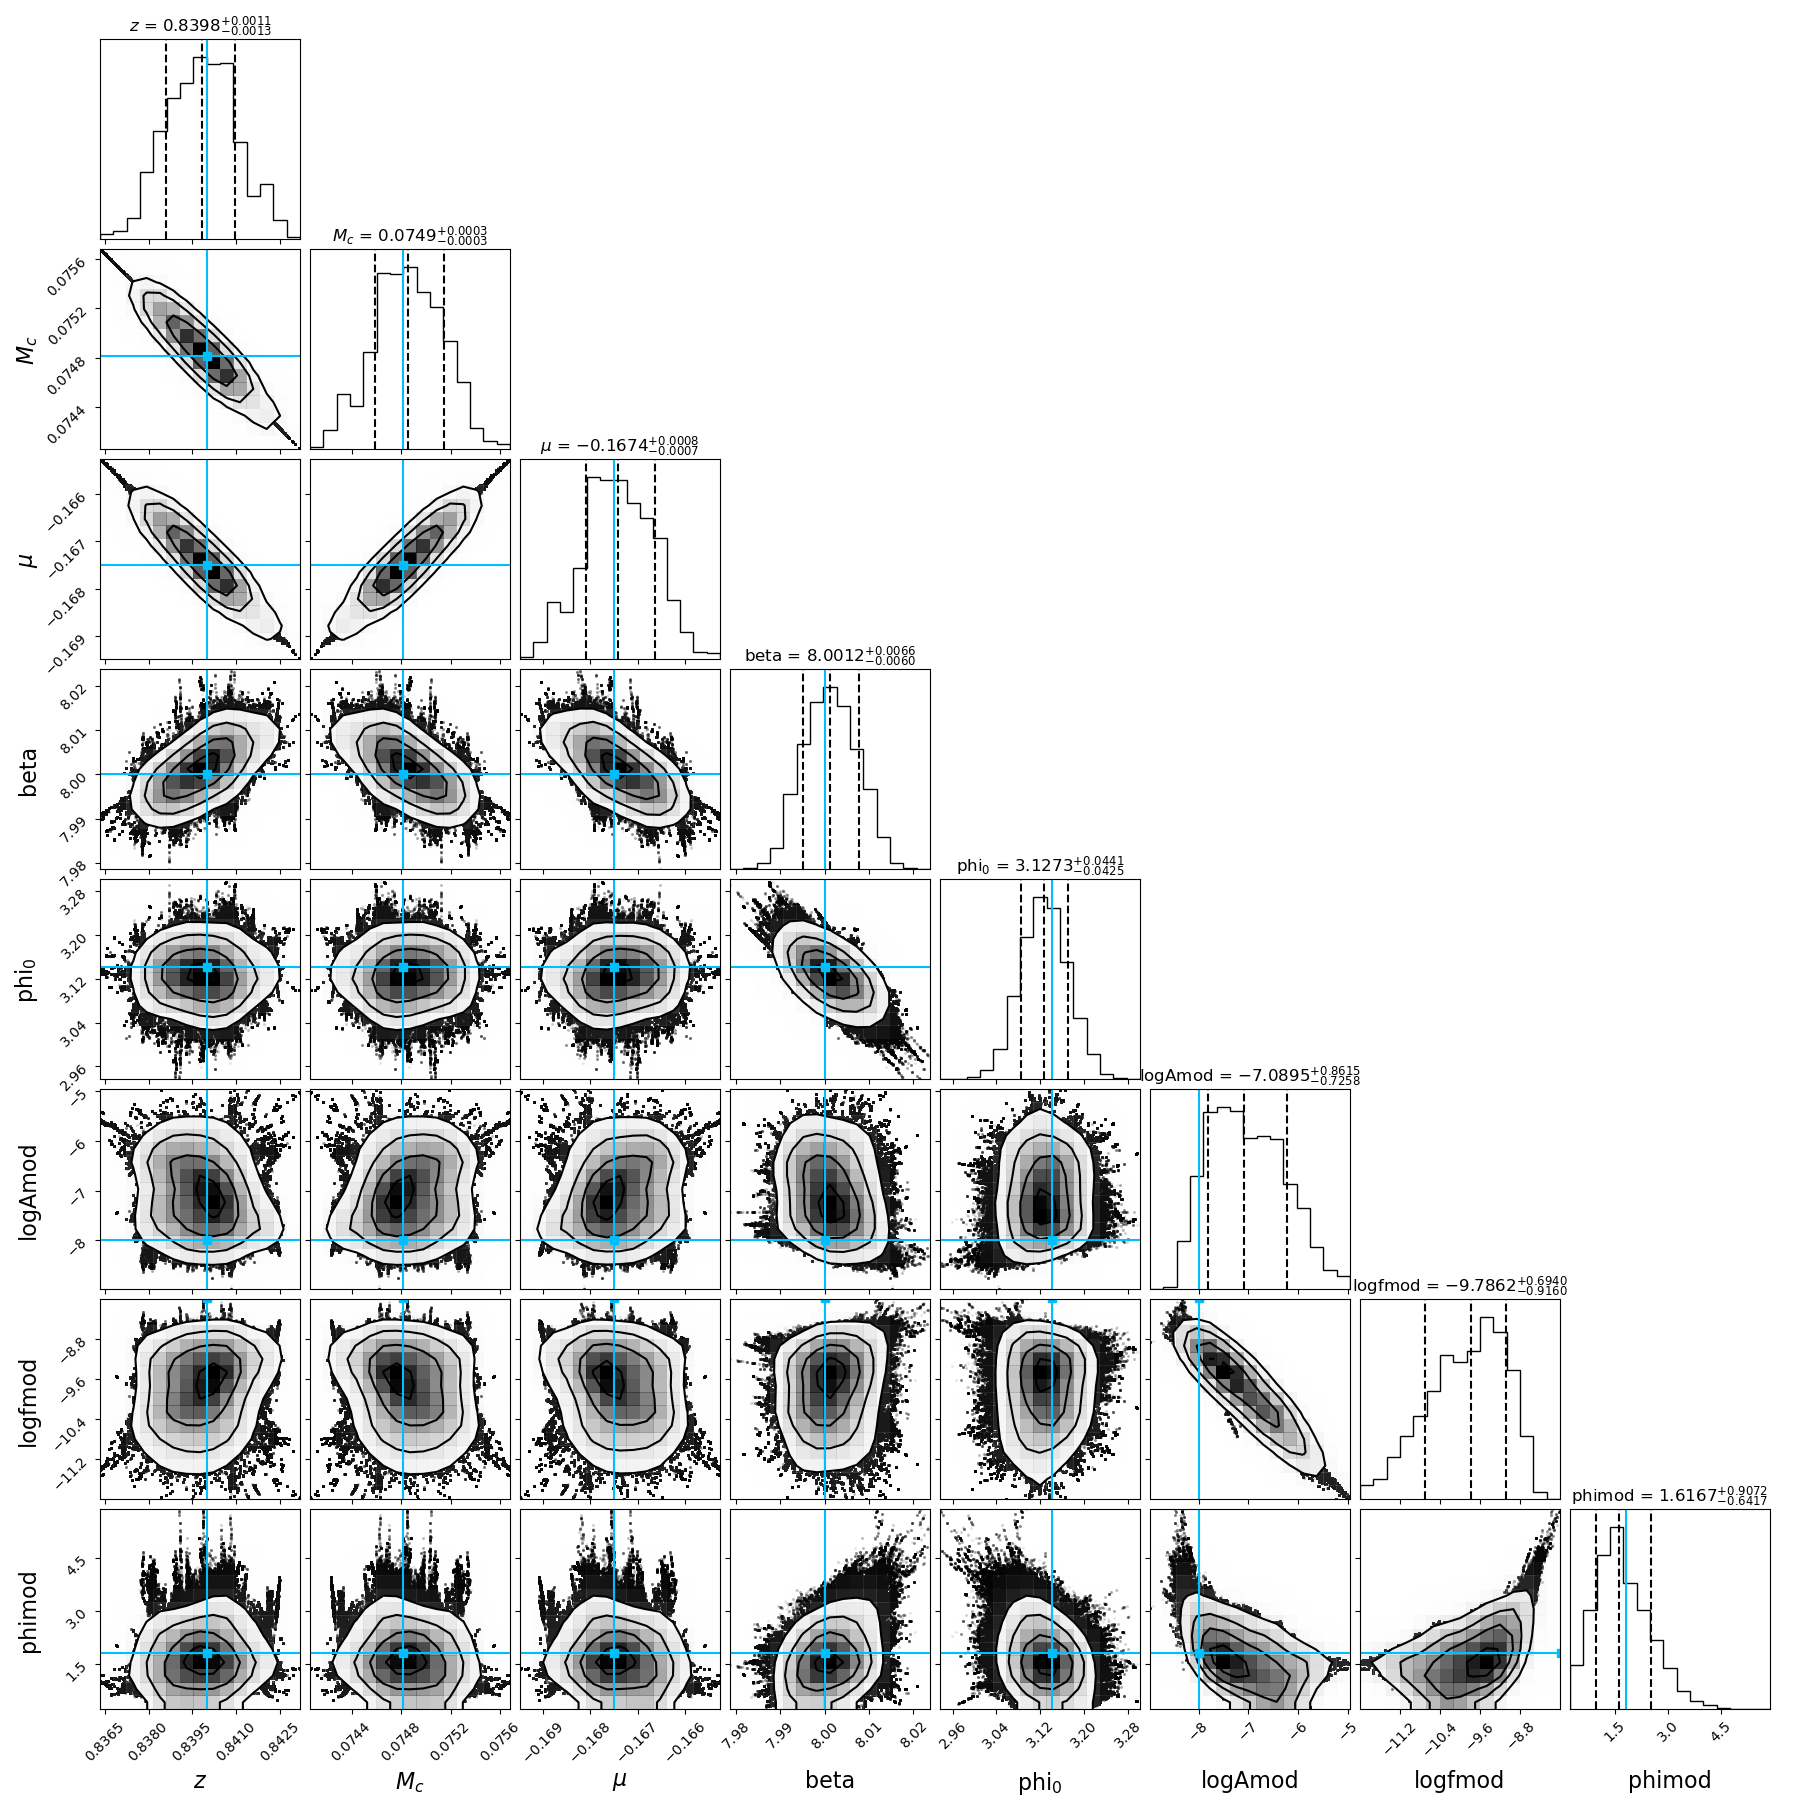 z = 0.8398 +0.0011 −0.0013
M_c = 0.0749 +0.0003 −0.0003
0.0756
0.0752
0.0748
0.0744
M_c
μ = −0.1674 +0.0008 −0.0007
−0.166
−0.167
−0.168
−0.169
μ
beta = 8.0012 +0.0066 −0.0060
8.02
8.01
8.00
7.99
7.98
beta
phi_0 = 3.1273 +0.0441 −0.0425
3.28
3.20
3.12
3.04
2.96
phi_0
logAmod = −7.0895 +0.8615 −0.7258
−5
−6
−7
−8
logAmod
logfmod = −9.7862 +0.6940 −0.9160
−8.8
−9.6
−10.4
−11.2
logfmod
phimod = 1.6167 +0.9072 −0.6417
4.5
3.0
1.5
phimod
0.8365 0.8380 0.8395 0.8410 0.8425 0.0744 0.0748 0.0752 0.0756 −0.169 −0.168 −0.167 −0.166 7.98 7.99 8.00 8.01 8.02 2.96 3.04 3.12 3.20 3.28 −8 −7 −6 −5 −11.2 −10.4 −9.6 −8.8 1.5 3.0 4.5
z M_c μ beta phi_0 logAmod logfmod phimod